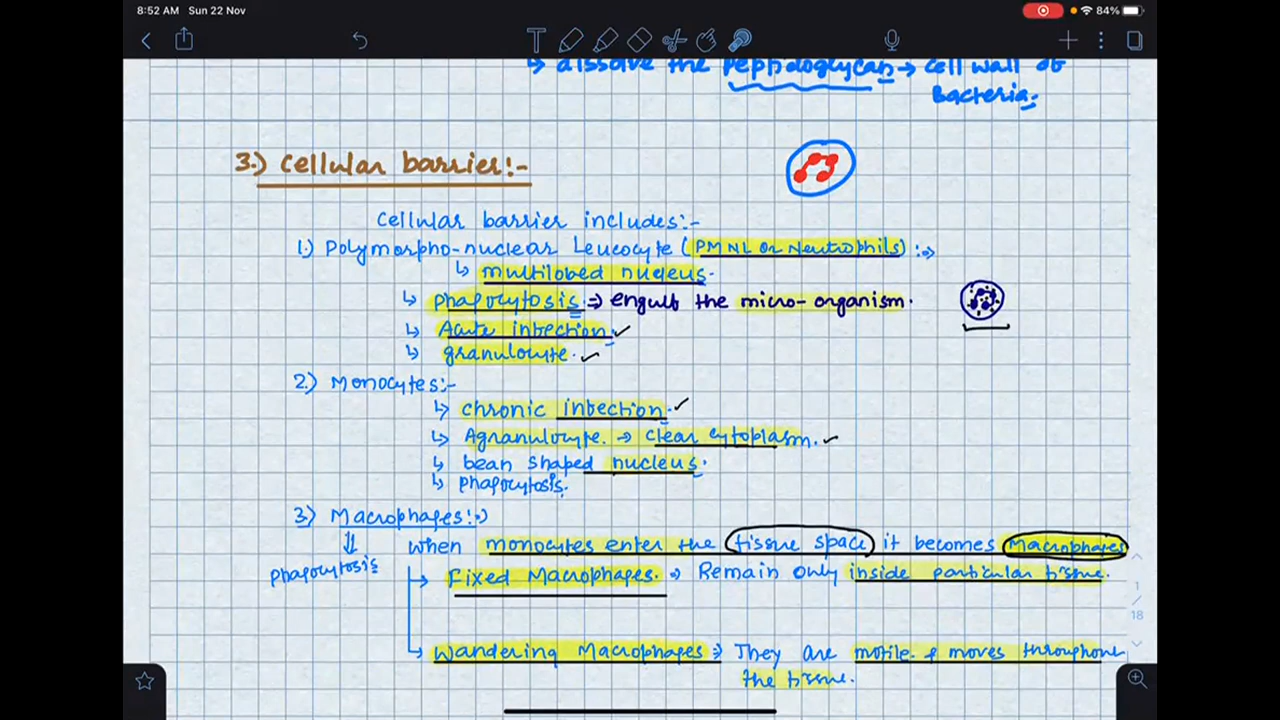 8:52 AM Sun 22 Nov
84%
↳ dissolve the peptidoglycan → cell wall of
Bacteria.
3.) Cellular barrier:-
Cellular barrier includes:-
1.) Polymorpho-nuclear Leucocyte (PMNL or Neutrophils) :→
↳ multilobed nucleus.
↳ phagocytosis ⇒ engulf the micro-organism.
↳ Acute infection ✓
↳ granulocyte. ✓
2.) Monocytes:-
↳ chronic infection. ✓
↳ Agranulocyte. → clear cytoplasm. ✓
↳ bean shaped nucleus.
↳ phagocytosis.
3) Macrophages:→
when monocytes enter the tissue space it becomes Macrophages
phagocytosis
Fixed Macrophages. → Remain only inside particular tissue.
Wandering Macrophages ⇒ They are motile & moves throughout
the tissue.
1
/
18